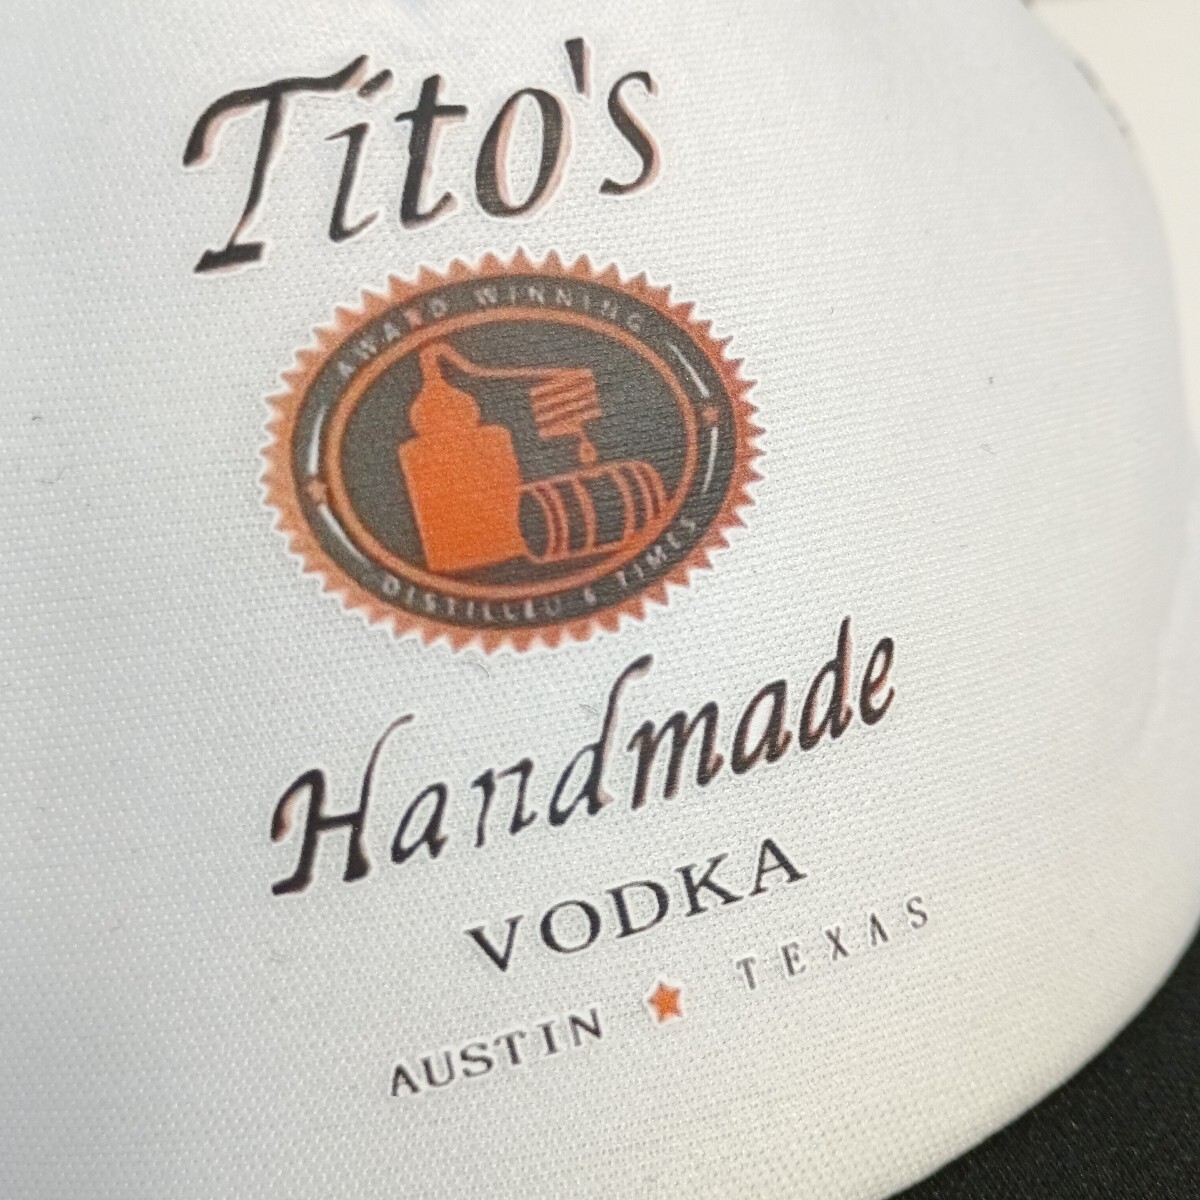 Tito's
AWARD WINNING
DISTILLED 6 TIMES
Handmade
VODKA
AUSTIN ★ TEXAS